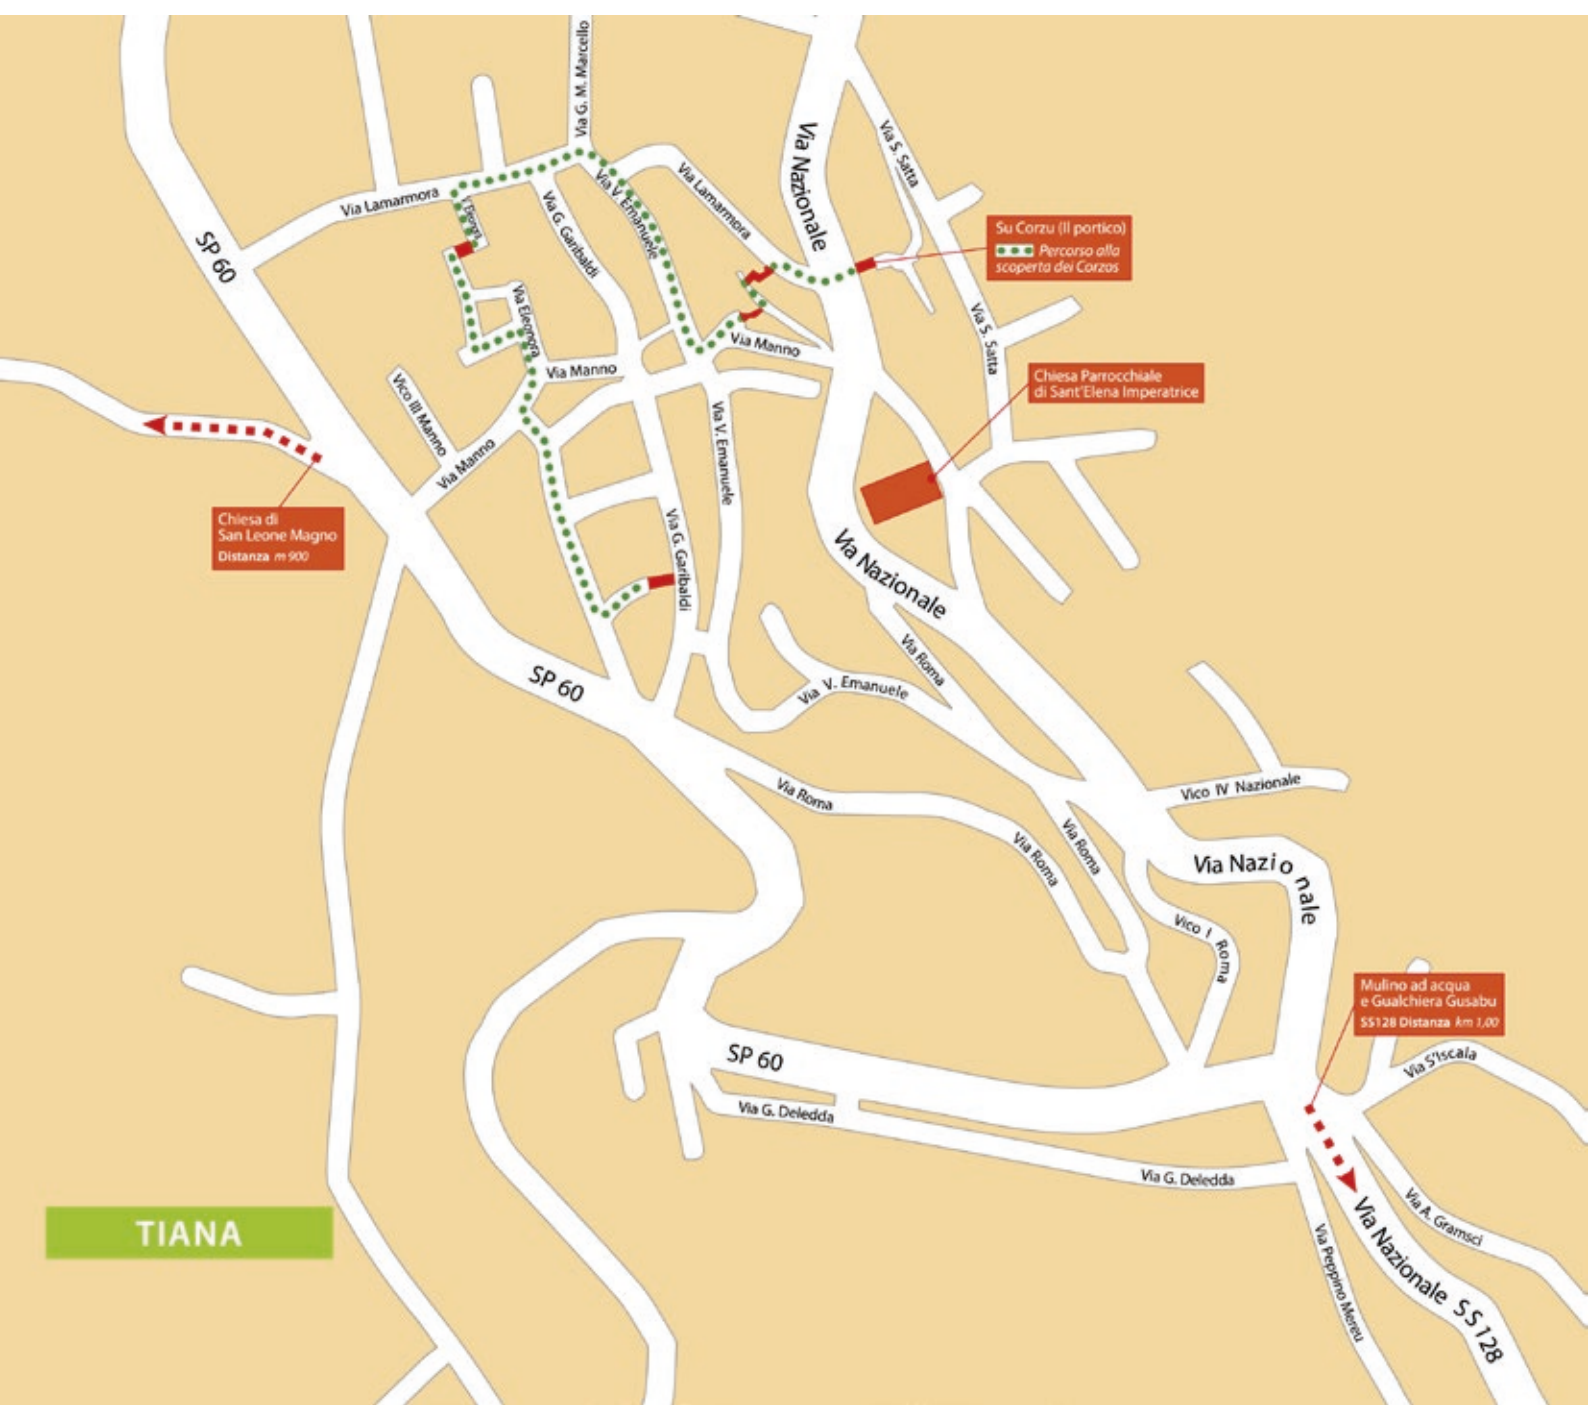 Via G. M. Marcello
Via Nazionale
Via S. Satta
Via Lamarmora
Via Lamarmora
V. Eleonora
Via V. Emanuele
Via G. Garibaldi
SP 60
Su Corzu (Il portico)
Percorso alla
scoperta dei Corzos
Via Eleonora
Via S. Satta
Via Manno
Via Manno
Chiesa Parrocchiale
di Sant'Elena Imperatrice
Vico III Manno
Via Manno
Via V. Emanuele
Chiesa di
San Leone Magno
Distanza m 900
Via G. Garibaldi
Via Nazionale
Via Roma
SP 60
Via V. Emanuele
Via Roma
Vico IV Nazionale
Via Roma
Via Roma
Via Nazionale
Vico I Roma
Mulino ad acqua
e Gualchiera Gusabu
SS128 Distanza km 1,00
SP 60
Via S'Iscala
Via G. Deledda
Via G. Deledda
TIANA
Via A. Gramsci
Via Nazionale SS128
Via Peppino Mereu